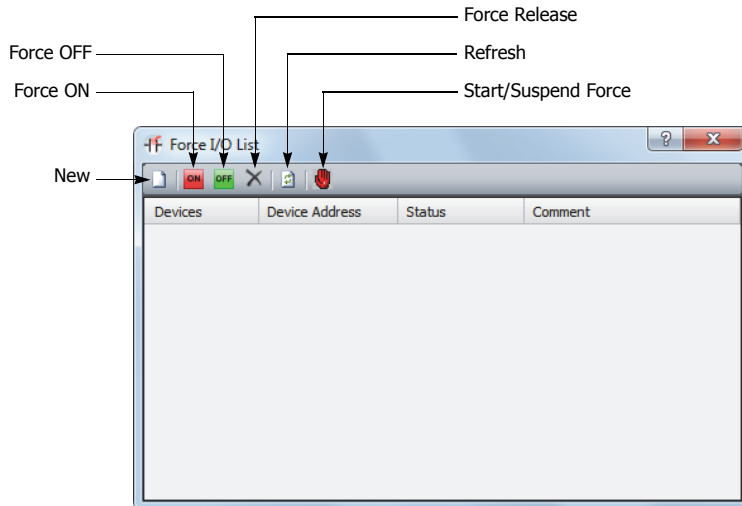 Force Release
Force OFF
Refresh
Force ON
Start/Suspend Force
Force I/O List
?
X
New
ON
OFF
Devices
Device Address
Status
Comment